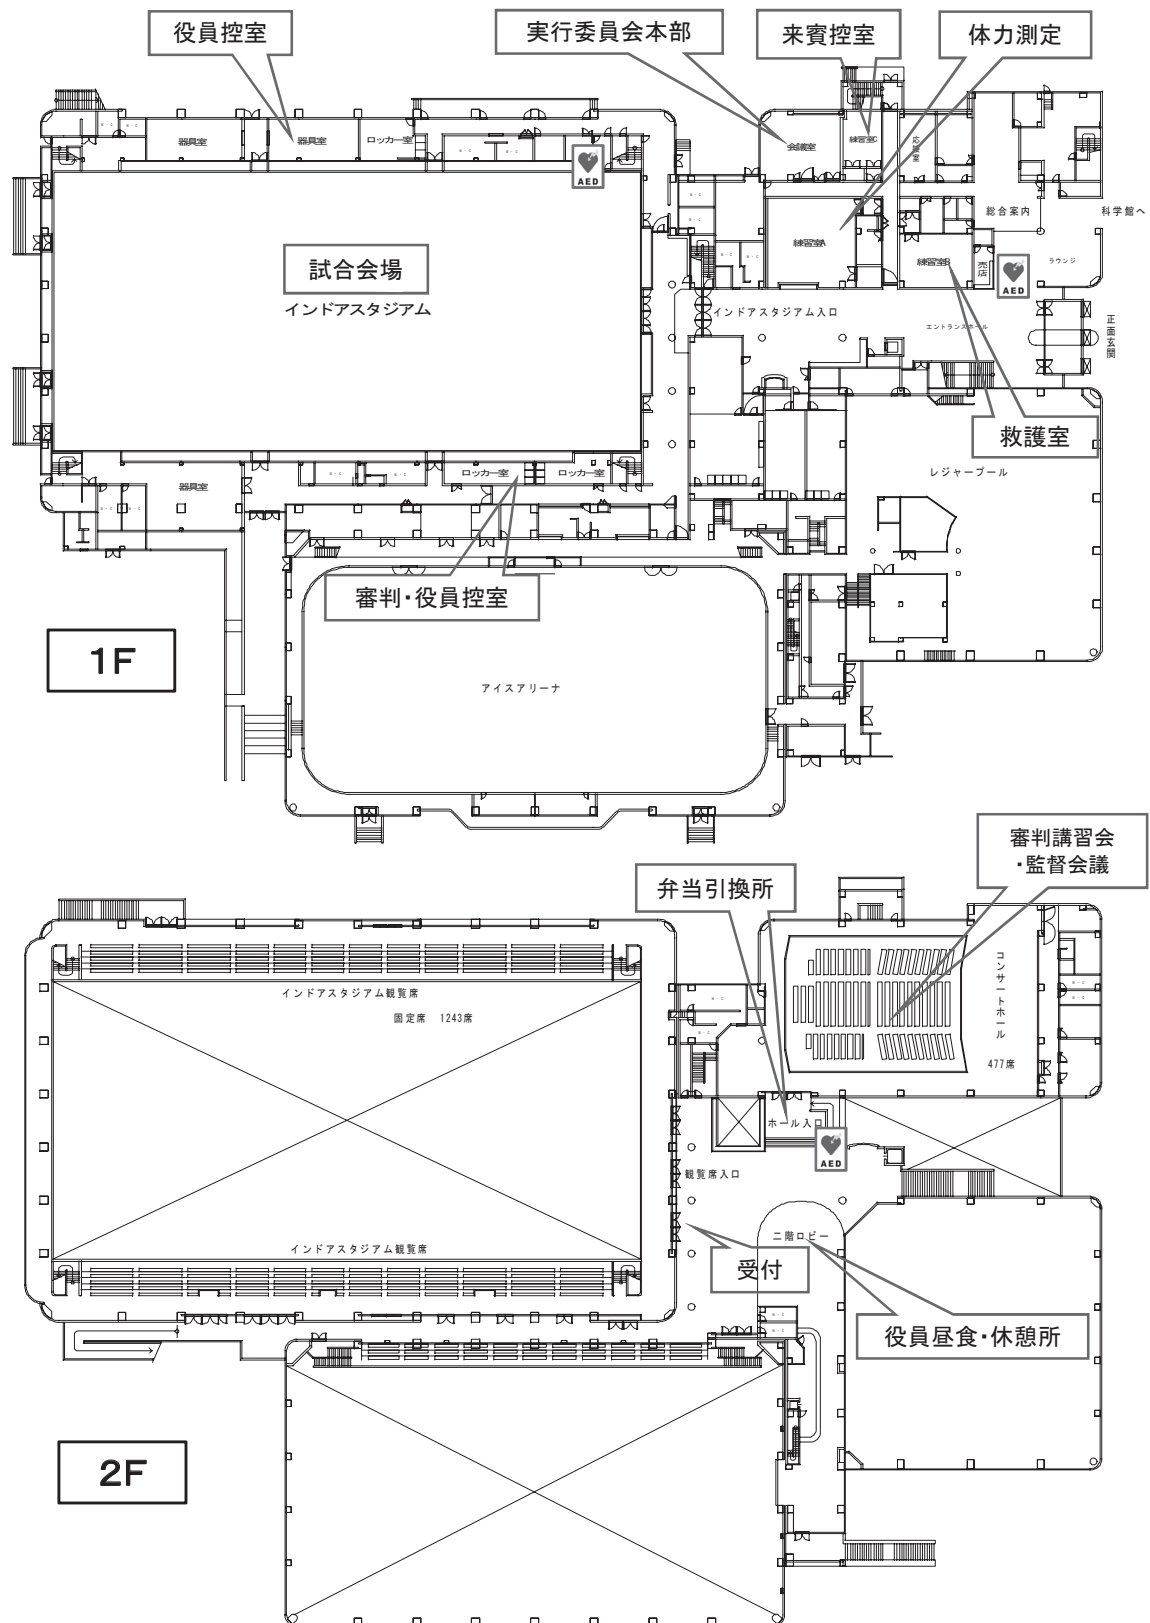 役員控室
実行委員会本部
来賓控室
体力測定
器具室
器具室
ロッカー室
会議室
練習室C
応接室
AED
総合案内
科学館へ
練習室A
練習室B
売店
ラウンジ
AED
試合会場
インドアスタジアム
インドアスタジアム入口
エントランスホール
正面玄関
救護室
レジャープール
器具室
ロッカー室
ロッカー室
審判・役員控室
1F
アイスアリーナ
審判講習会
・監督会議
弁当引換所
インドアスタジアム観覧席
固定席 1243席
コンサートホール
477席
ホール入口
AED
観覧席入口
インドアスタジアム観覧席
二階ロビー
受付
役員昼食・休憩所
2F